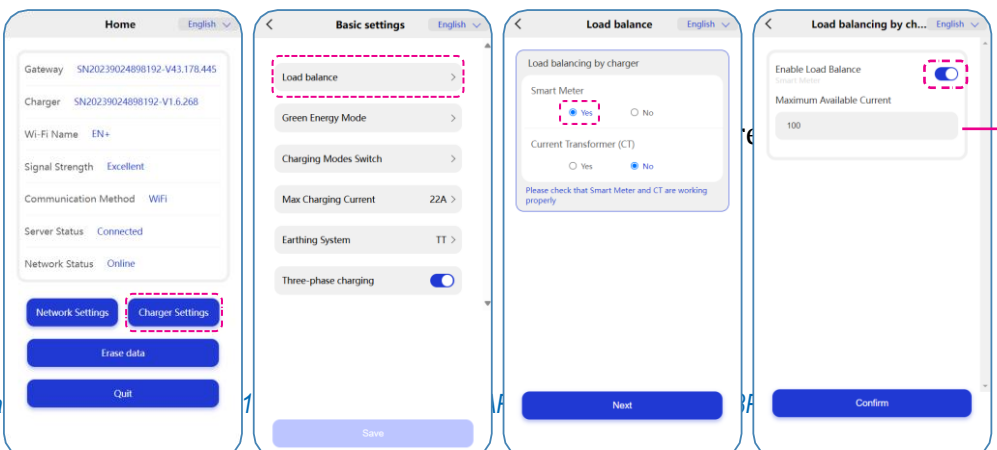 Home
English
Gateway SN20239024898192-V43.178.445
Charger SN20239024898192-V1.6.268
Wi-Fi Name EN+
Signal Strength Excellent
Communication Method WiFi
Server Status Connected
Network Status Online
Network Settings
Charger Settings
Erase data
Quit
Basic settings
English
Load balance
Green Energy Mode
Charging Modes Switch
Max Charging Current 22A
Earthing System TT
Three-phase charging
Save
Load balance
English
Load balancing by charger
Smart Meter
Yes No
Current Transformer (CT)
Yes No
Please check that Smart Meter and CT are working
properly
Next
Load balancing by ch...
English
Enable Load Balance
Smart Meter
Maximum Available Current
100
Confirm